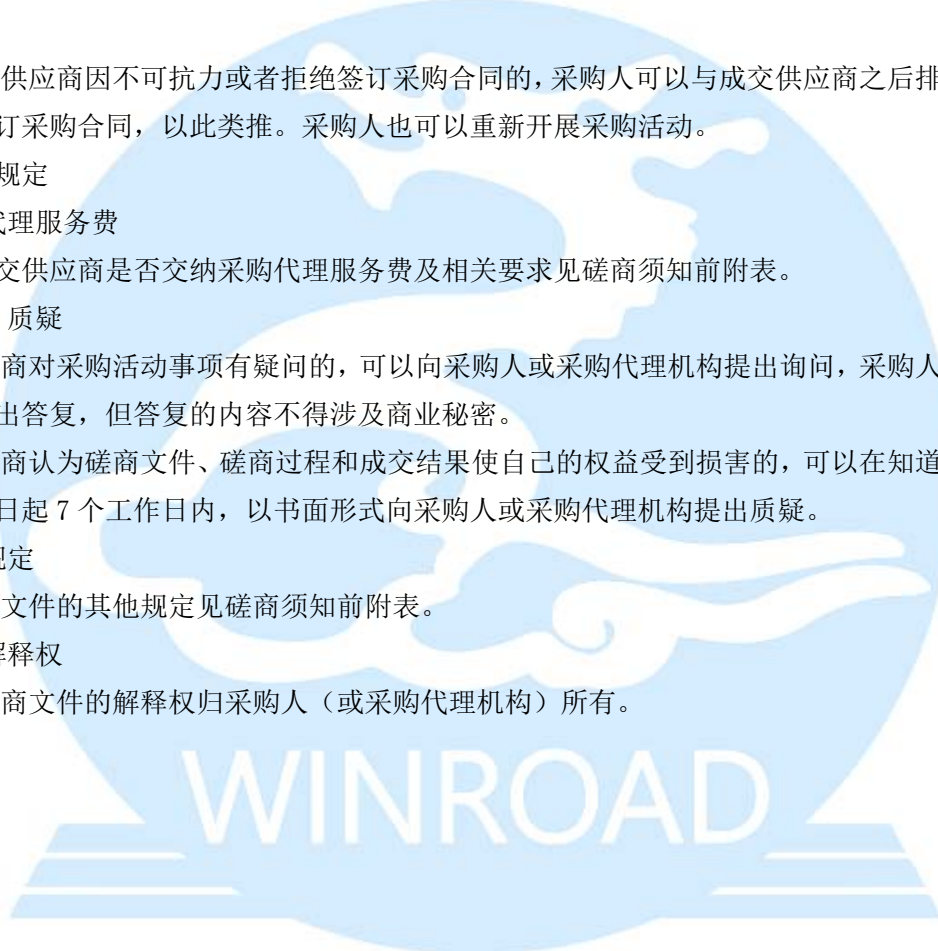 供应商因不可抗力或者拒绝签订采购合同的，采购人可以与成交供应商之后排
订采购合同，以此类推。采购人也可以重新开展采购活动。
规定
代理服务费
交供应商是否交纳采购代理服务费及相关要求见磋商须知前附表。
质疑
商对采购活动事项有疑问的，可以向采购人或采购代理机构提出询问，采购人
出答复，但答复的内容不得涉及商业秘密。
商认为磋商文件、磋商过程和成交结果使自己的权益受到损害的，可以在知道
日起 7 个工作日内，以书面形式向采购人或采购代理机构提出质疑。
规定
文件的其他规定见磋商须知前附表。
解释权
商文件的解释权归采购人（或采购代理机构）所有。
WINROAD